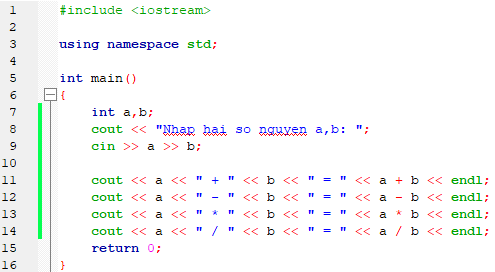 1 #include <iostream>
2
3 using namespace std;
4
5 int main()
6 {
7 int a,b;
8 cout << "Nhap hai so nguyen a,b: ";
9 cin >> a >> b;
10
11 cout << a << " + " << b << " = " << a + b << endl;
12 cout << a << " - " << b << " = " << a - b << endl;
13 cout << a << " * " << b << " = " << a * b << endl;
14 cout << a << " / " << b << " = " << a / b << endl;
15 return 0;
16 }